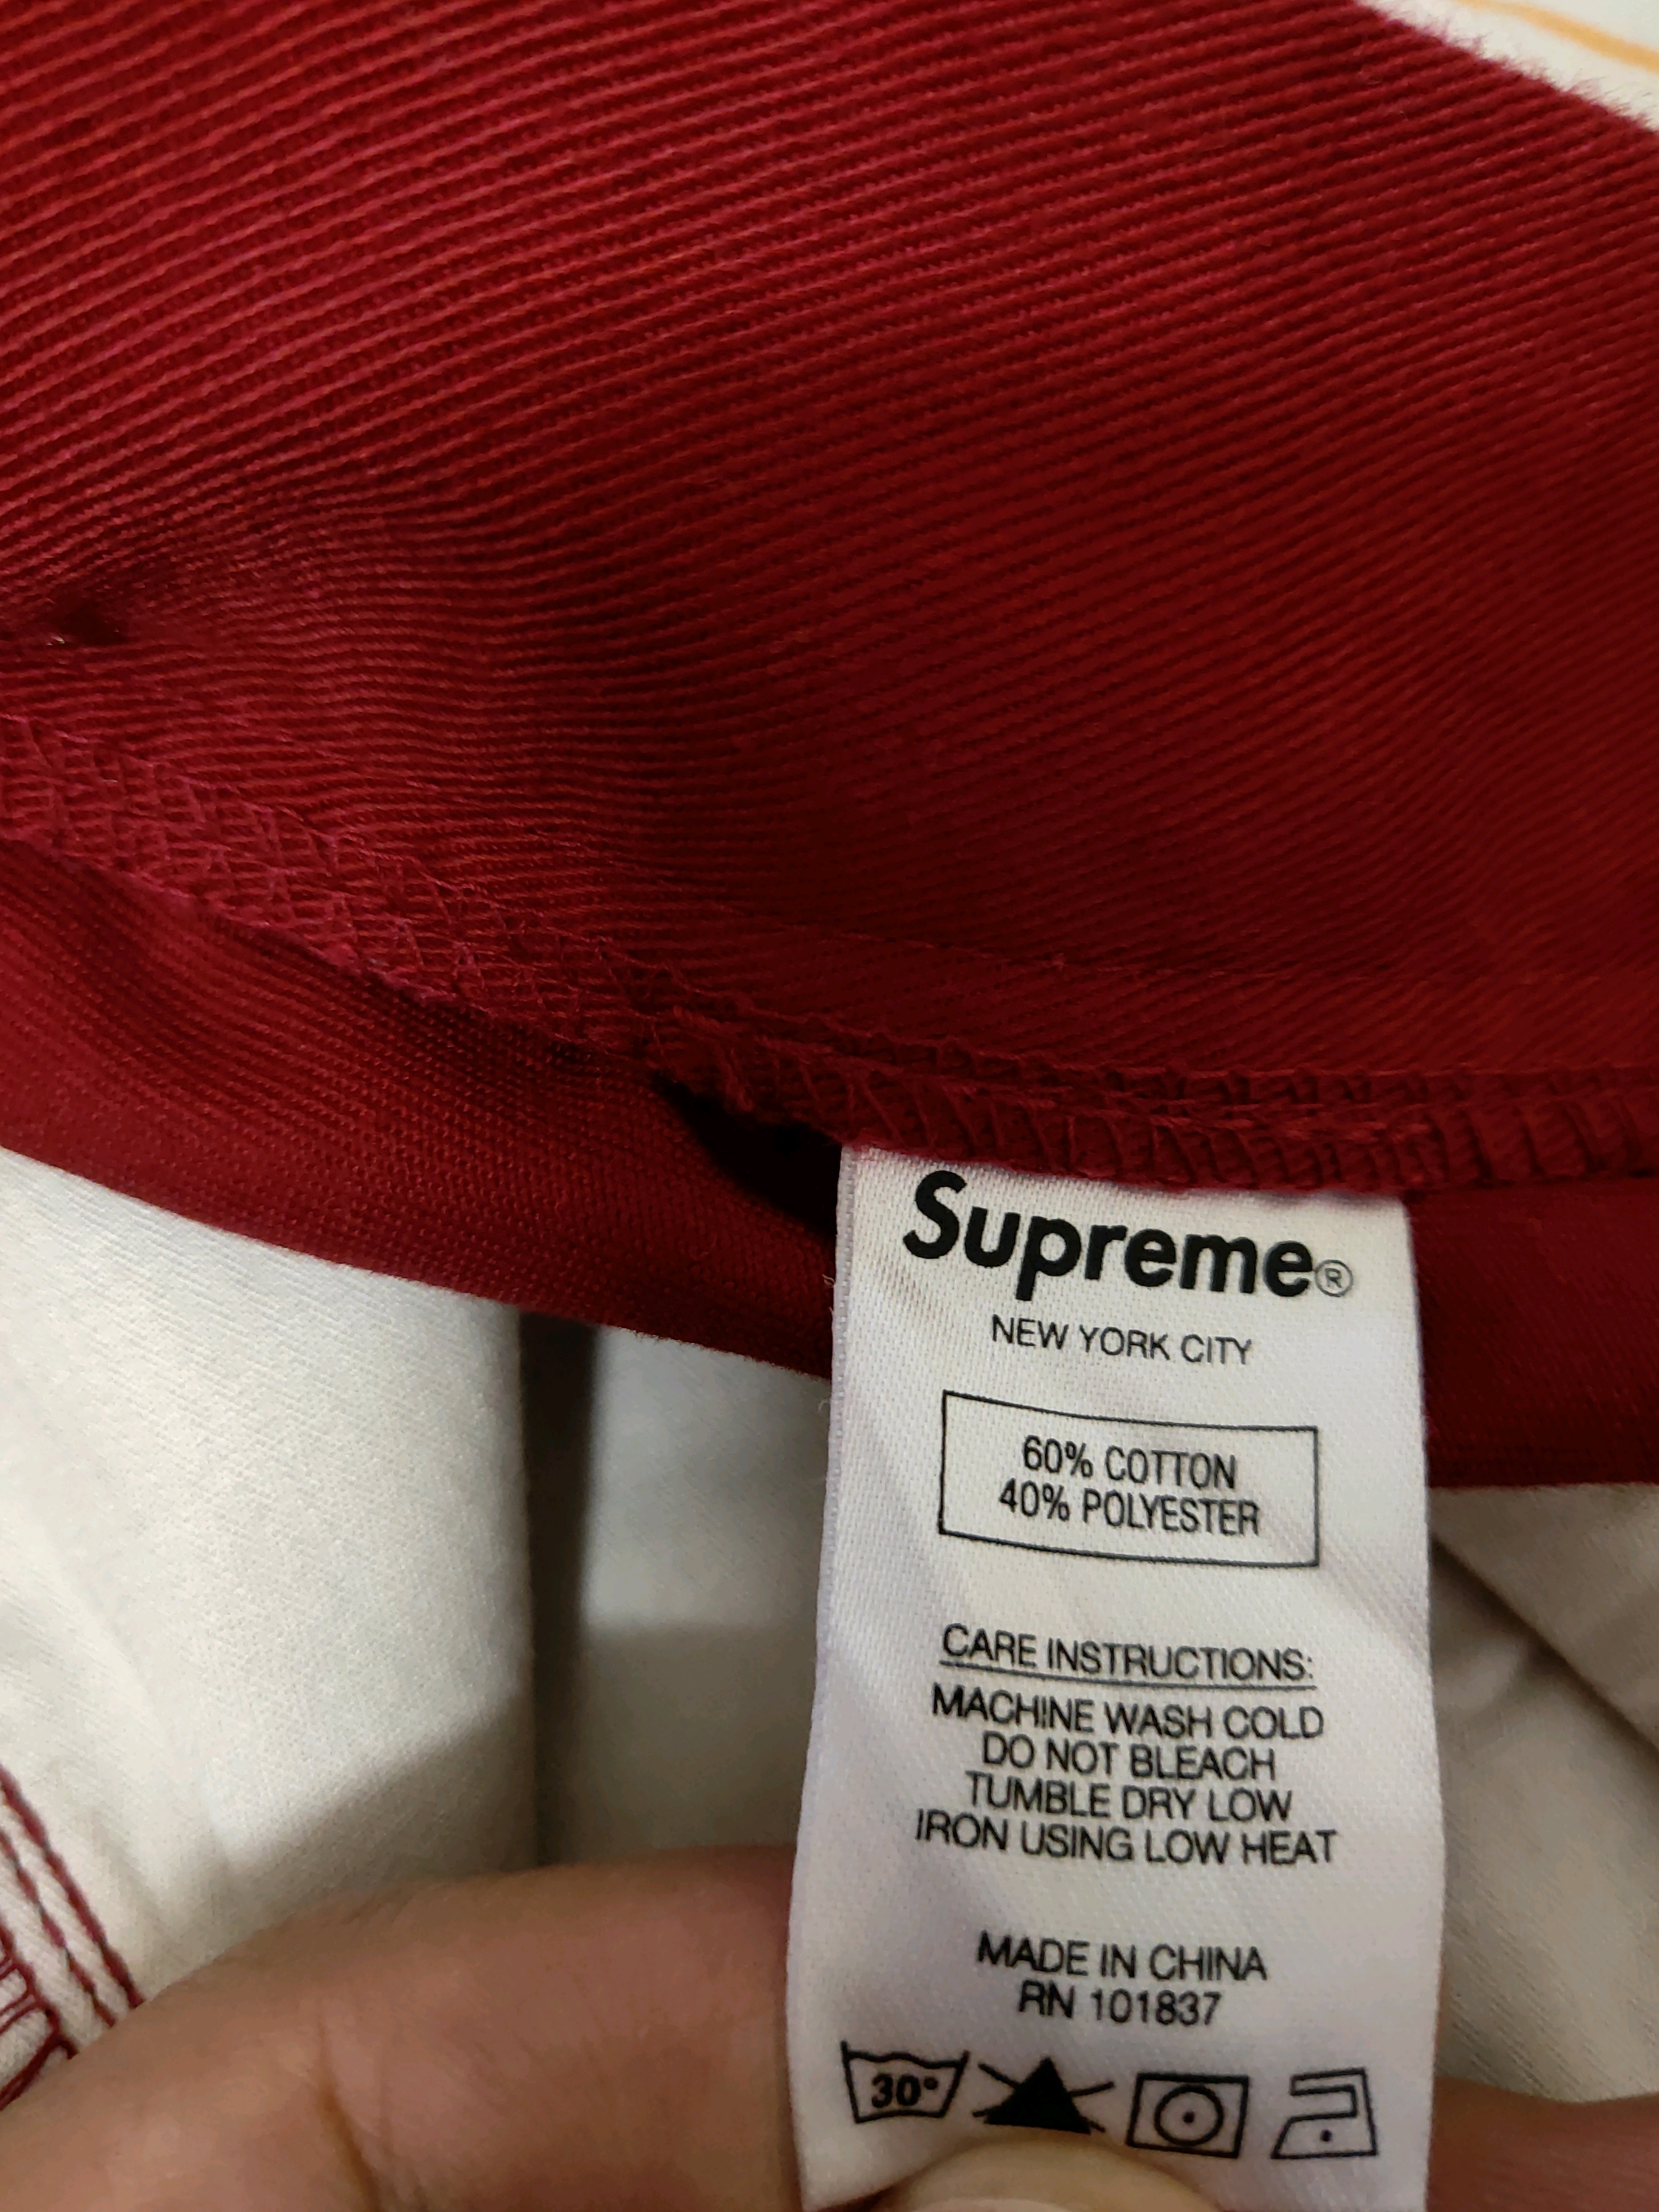 Supreme®
NEW YORK CITY
60% COTTON
40% POLYESTER
CARE INSTRUCTIONS:
MACHINE WASH COLD
DO NOT BLEACH
TUMBLE DRY LOW
IRON USING LOW HEAT
MADE IN CHINA
RN 101837
30°